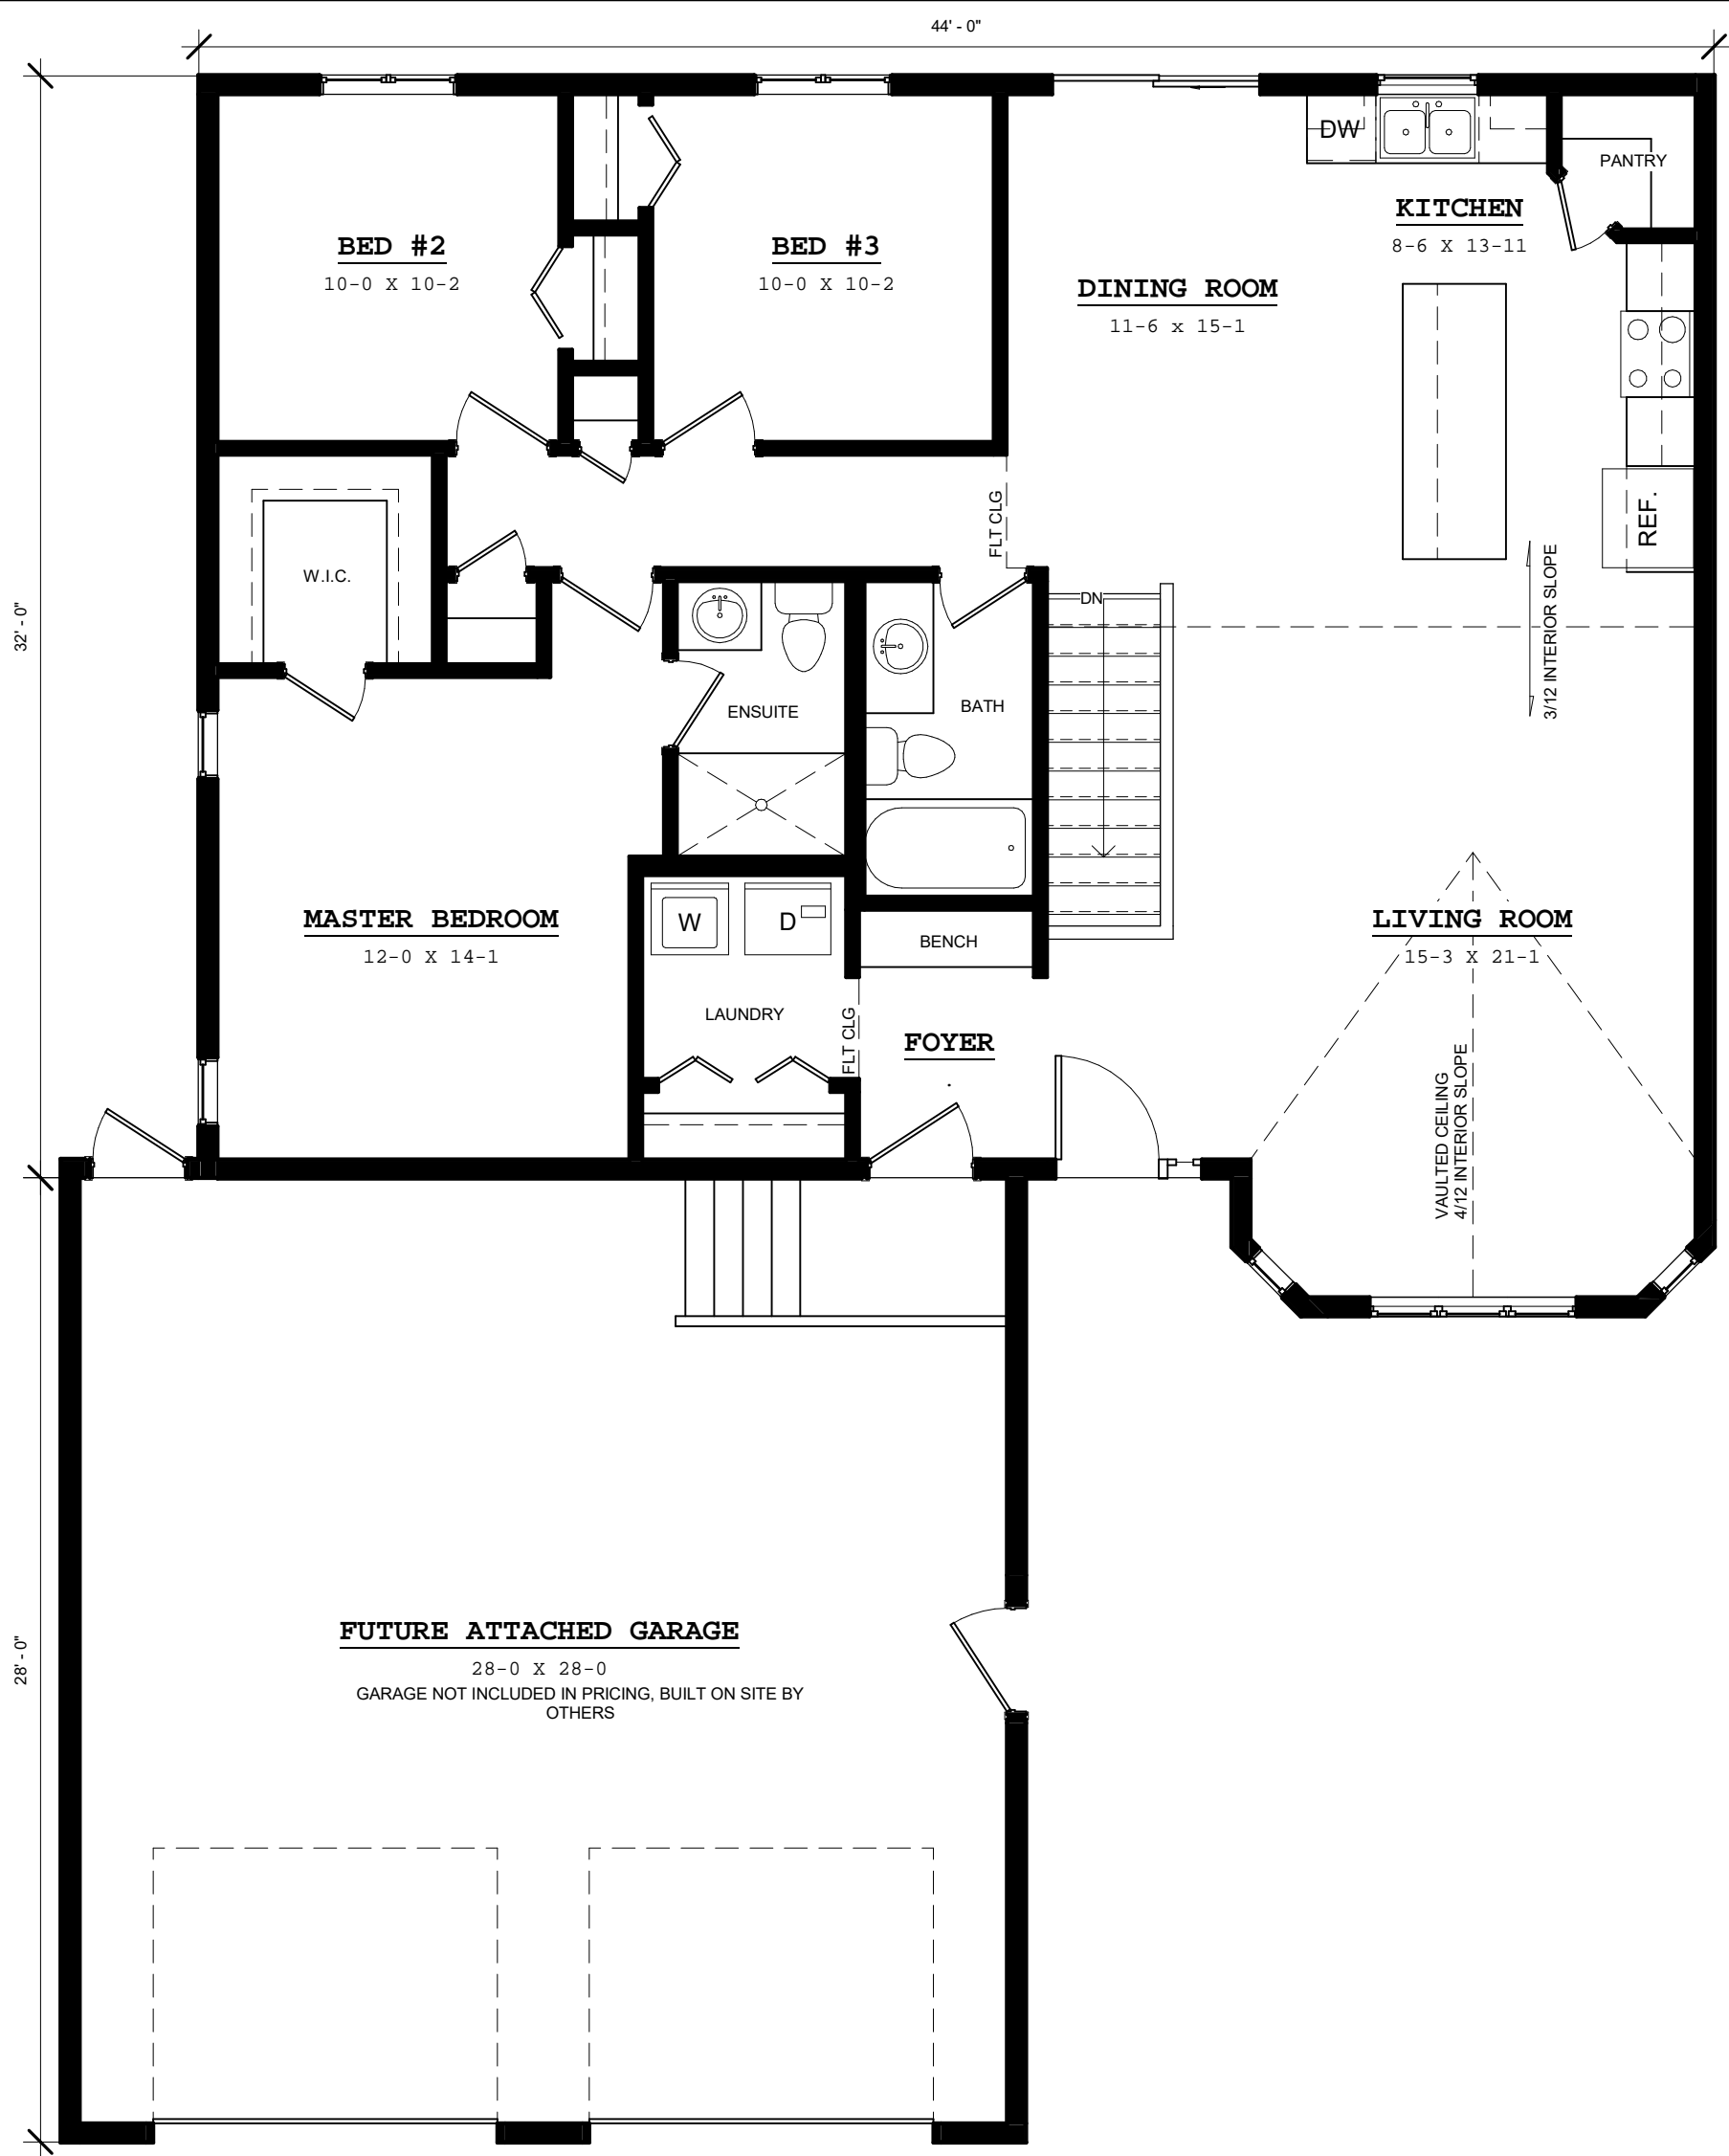 44' - 0"
DW
PANTRY
KITCHEN
8-6 X 13-11
BED #2
10-0 X 10-2
BED #3
10-0 X 10-2
DINING ROOM
11-6 x 15-1
FLT CLG
REF.
W.I.C.
DN
32' - 0"
3/12 INTERIOR SLOPE
ENSUITE
BATH
MASTER BEDROOM
12-0 X 14-1
W
D
BENCH
LIVING ROOM
15-3 X 21-1
LAUNDRY
FLT CLG
FOYER
VAULTED CEILING
4/12 INTERIOR SLOPE
28' - 0"
FUTURE ATTACHED GARAGE
28-0 X 28-0
GARAGE NOT INCLUDED IN PRICING, BUILT ON SITE BY
OTHERS